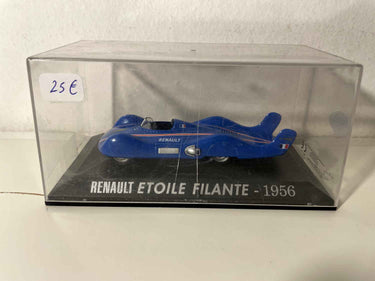 25€
RENAULT
RENAULT ETOILE FILANTE - 1956